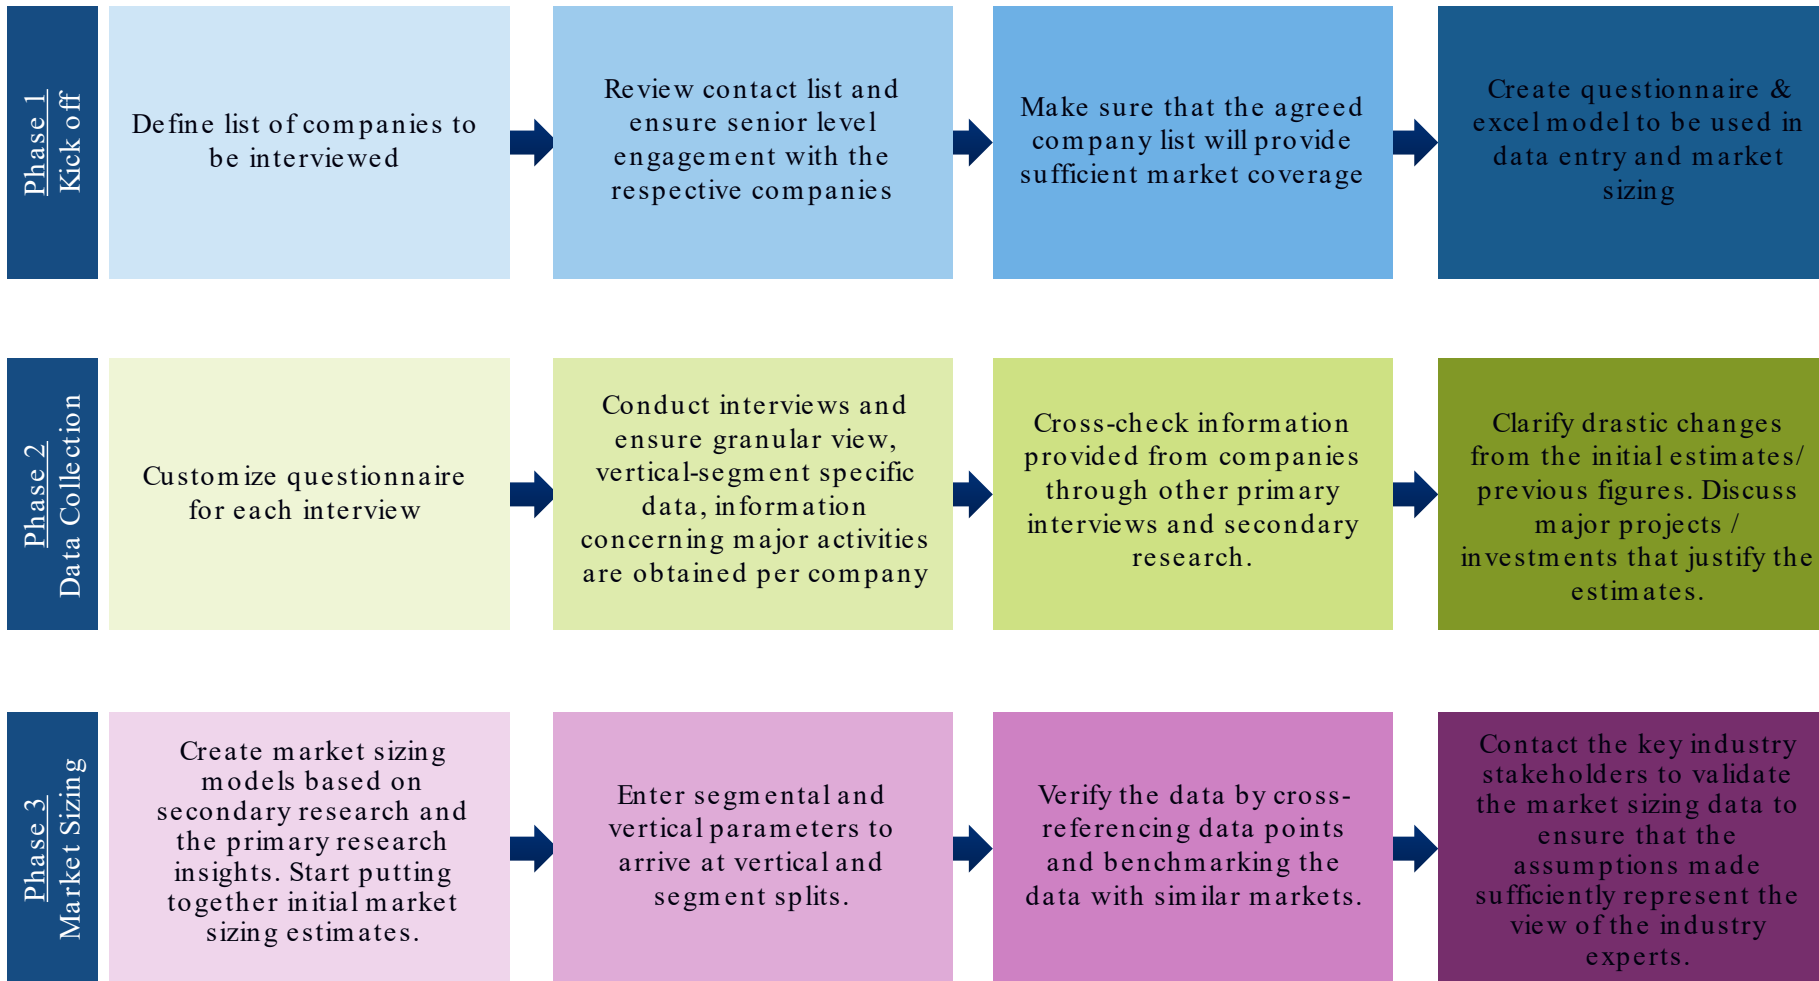 Phase 1
Kick off
Define list of companies to
be interviewed
Review contact list and
ensure senior level
engagement with the
respective companies
Make sure that the agreed
company list will provide
sufficient market coverage
Create questionnaire &
excel model to be used in
data entry and market
sizing
Phase 2
Data Collection
Customize questionnaire
for each interview
Conduct interviews and
ensure granular view,
vertical-segment specific
data, information
concerning major activities
are obtained per company
Cross-check information
provided from companies
through other primary
interviews and secondary
research.
Clarify drastic changes
from the initial estimates/
previous figures. Discuss
major projects /
investments that justify the
estimates.
Phase 3
Market Sizing
Create market sizing
models based on
secondary research and
the primary research
insights. Start putting
together initial market
sizing estimates.
Enter segmental and
vertical parameters to
arrive at vertical and
segment splits.
Verify the data by cross-
referencing data points
and benchmarking the
data with similar markets.
Contact the key industry
stakeholders to validate
the market sizing data to
ensure that the
assumptions made
sufficiently represent the
view of the industry
experts.